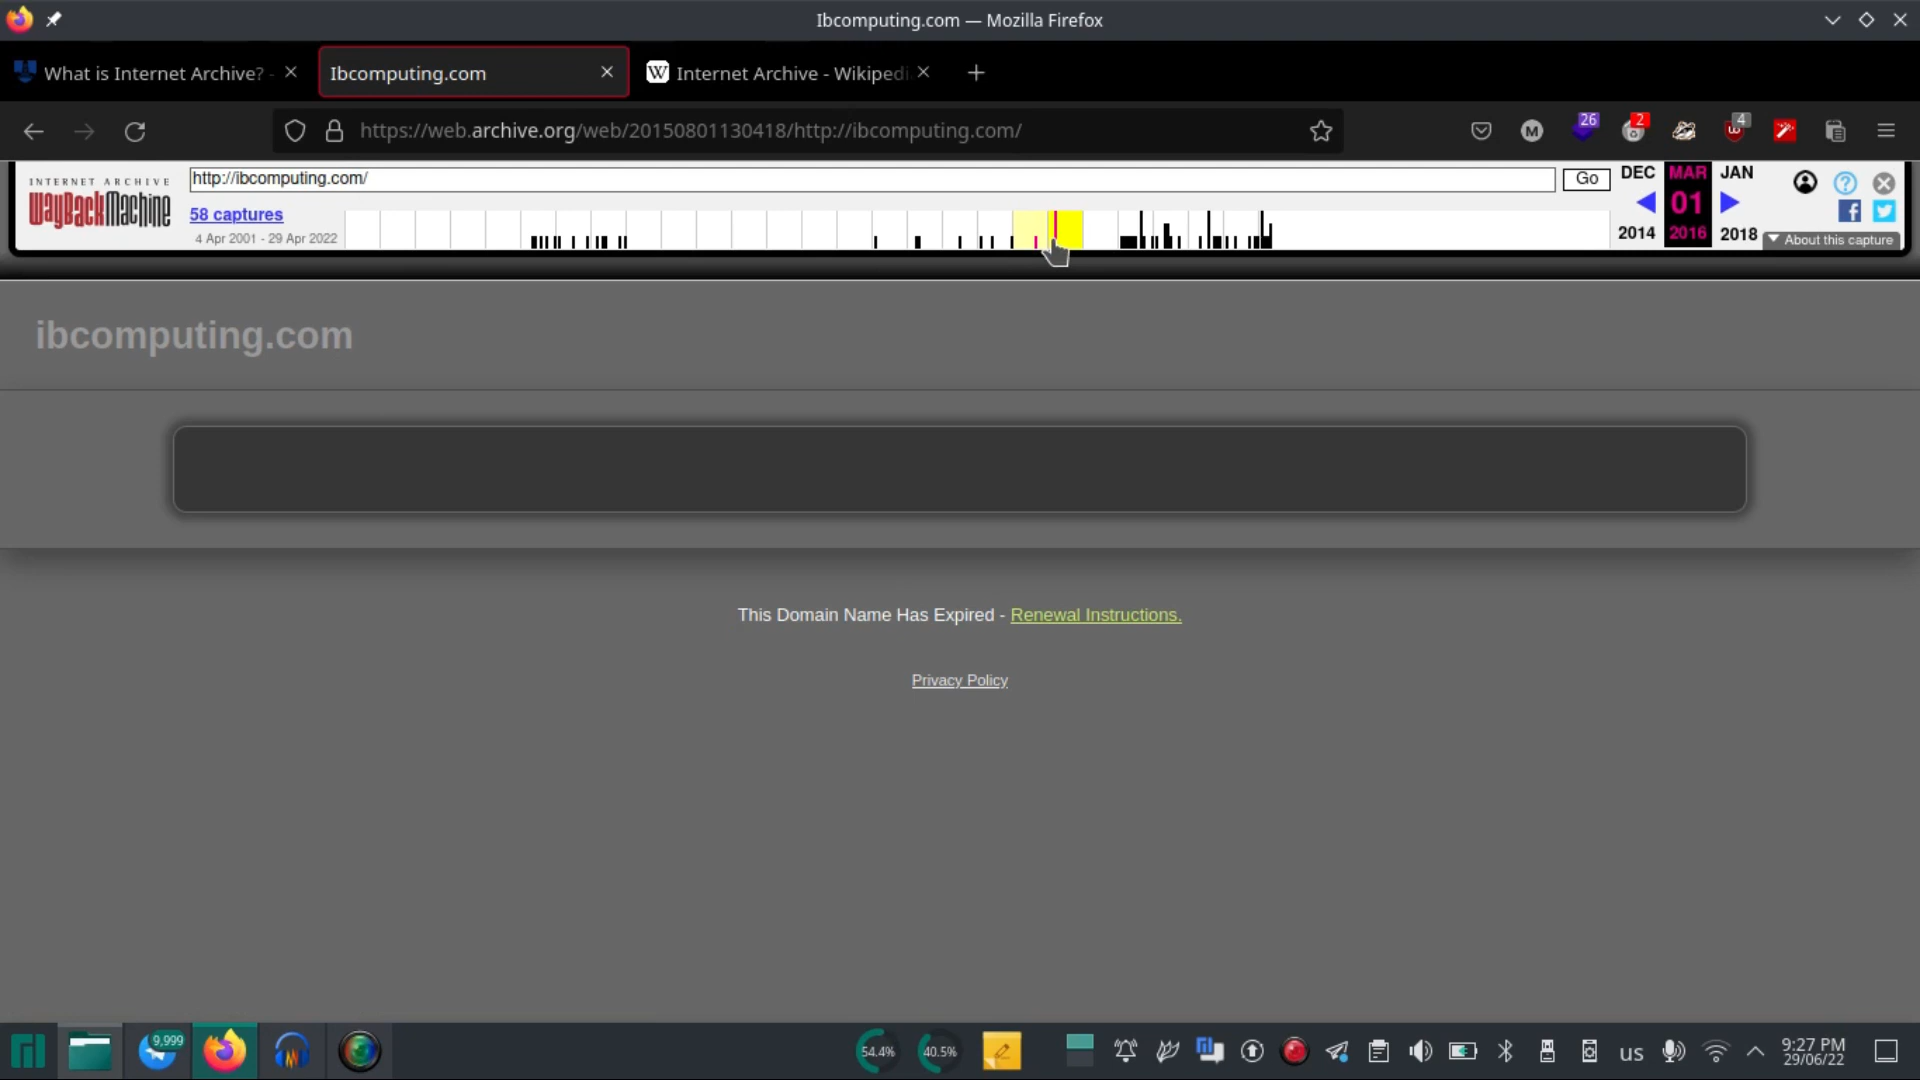 Ibcomputing.com — Mozilla Firefox
What is Internet Archive? -
Ibcomputing.com
Internet Archive - Wikipedi
https://web.archive.org/web/20150801130418/http://ibcomputing.com/
M
26
2
4
INTERNET ARCHIVE
WayBackMachine
http://ibcomputing.com/
Go
DEC
MAR
JAN
58 captures
01
4 Apr 2001 - 29 Apr 2022
2014
2016
2018
About this capture
ibcomputing.com
This Domain Name Has Expired - Renewal Instructions.
Privacy Policy
9,999
54.4%
40.5%
us
9:27 PM
29/06/22